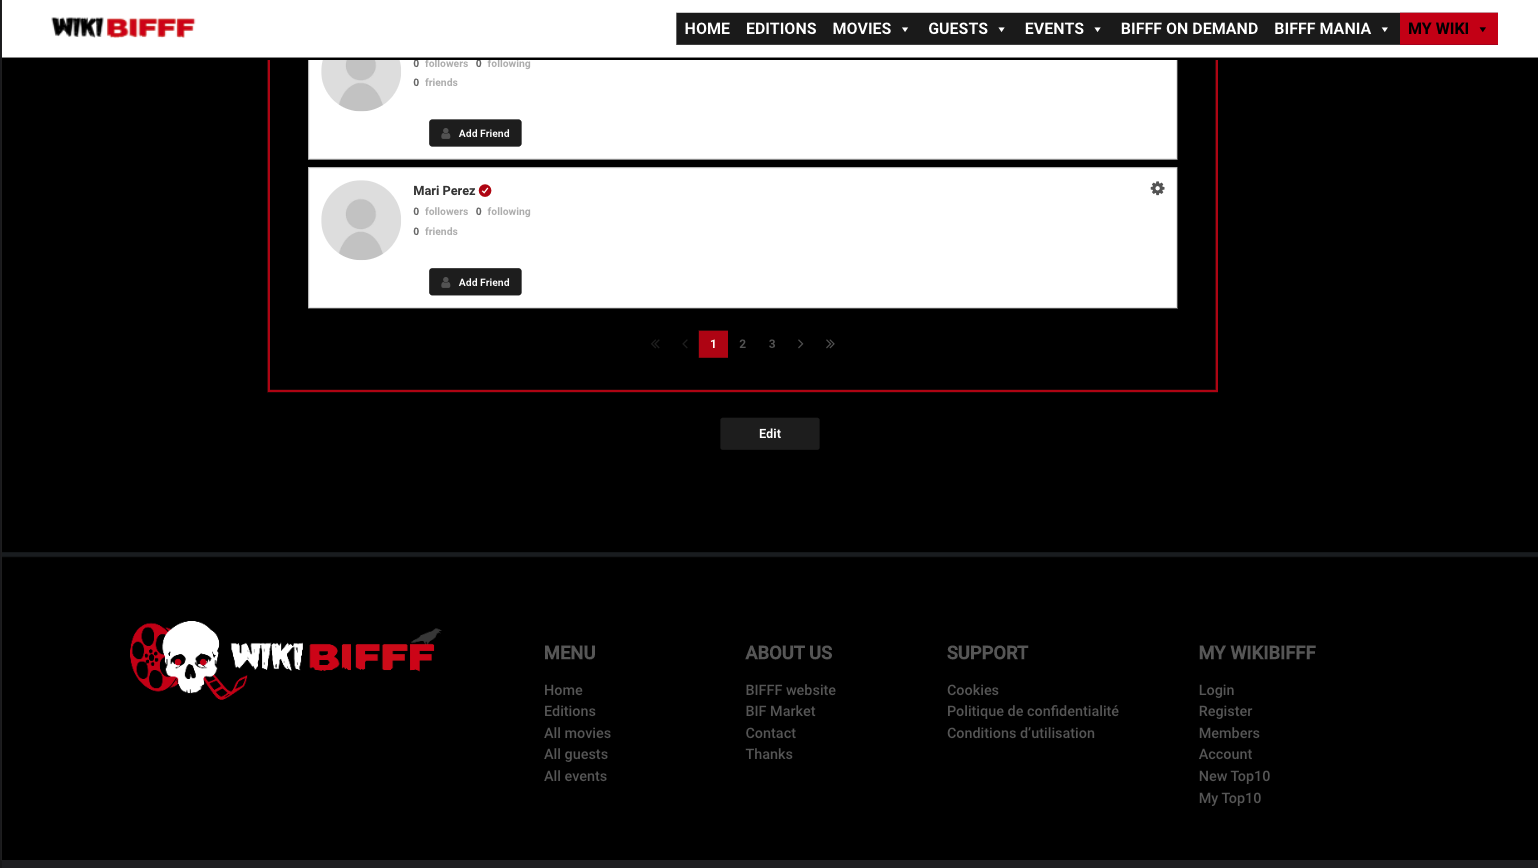 WIKI BIFFF
HOME EDITIONS MOVIES GUESTS EVENTS BIFFF ON DEMAND BIFFF MANIA MY WIKI
0 followers 0 following
0 friends
Add Friend
Mari Perez
0 followers 0 following
0 friends
Add Friend
1 2 3
Edit
WIKI BIFFF
MENU
Home
Editions
All movies
All guests
All events
ABOUT US
BIFFF website
BIF Market
Contact
Thanks
SUPPORT
Cookies
Politique de confidentialité
Conditions d’utilisation
MY WIKIBIFFF
Login
Register
Members
Account
New Top10
My Top10